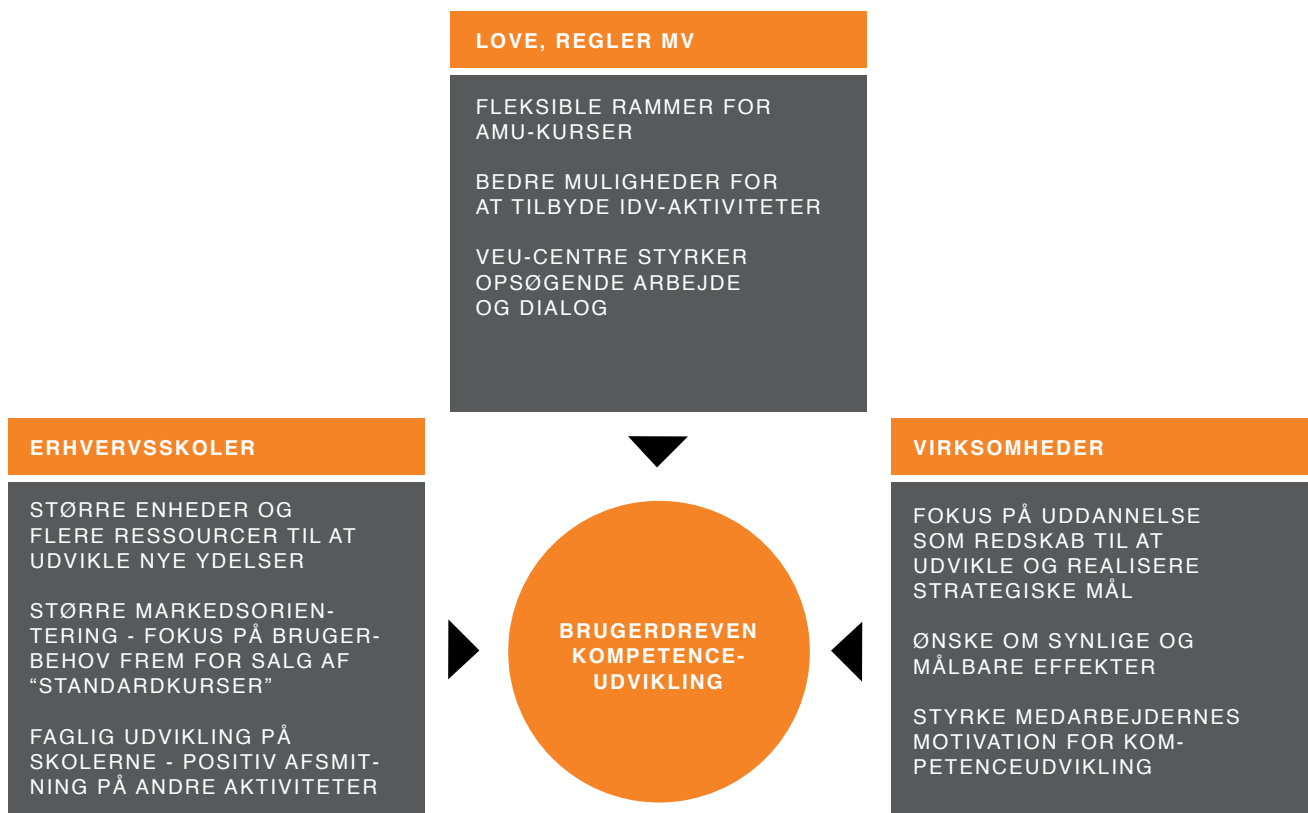 LOVE, REGLER MV
FLEKSIBLE RAMMER FOR
AMU-KURSER
BEDRE MULIGHEDER FOR
AT TILBYDE IDV-AKTIVITETER
VEU-CENTRE STYRKER
OPSØGENDE ARBEJDE
OG DIALOG
ERHVERVSSKOLER
STØRRE ENHEDER OG
FLERE RESSOURCER TIL AT
UDVIKLE NYE YDELSER
STØRRE MARKEDSORIEN-
TERING - FOKUS PÅ BRUGER-
BEHOV FREM FOR SALG AF
“STANDARDKURSER”
FAGLIG UDVIKLING PÅ
SKOLERNE - POSITIV AFSMIT-
NING PÅ ANDRE AKTIVITETER
BRUGERDREVEN
KOMPETENCE-
UDVIKLING
VIRKSOMHEDER
FOKUS PÅ UDDANNELSE
SOM REDSKAB TIL AT
UDVIKLE OG REALISERE
STRATEGISKE MÅL
ØNSKE OM SYNLIGE OG
MÅLBARE EFFEKTER
STYRKE MEDARBEJDERNES
MOTIVATION FOR KOM-
PETENCEUDVIKLING